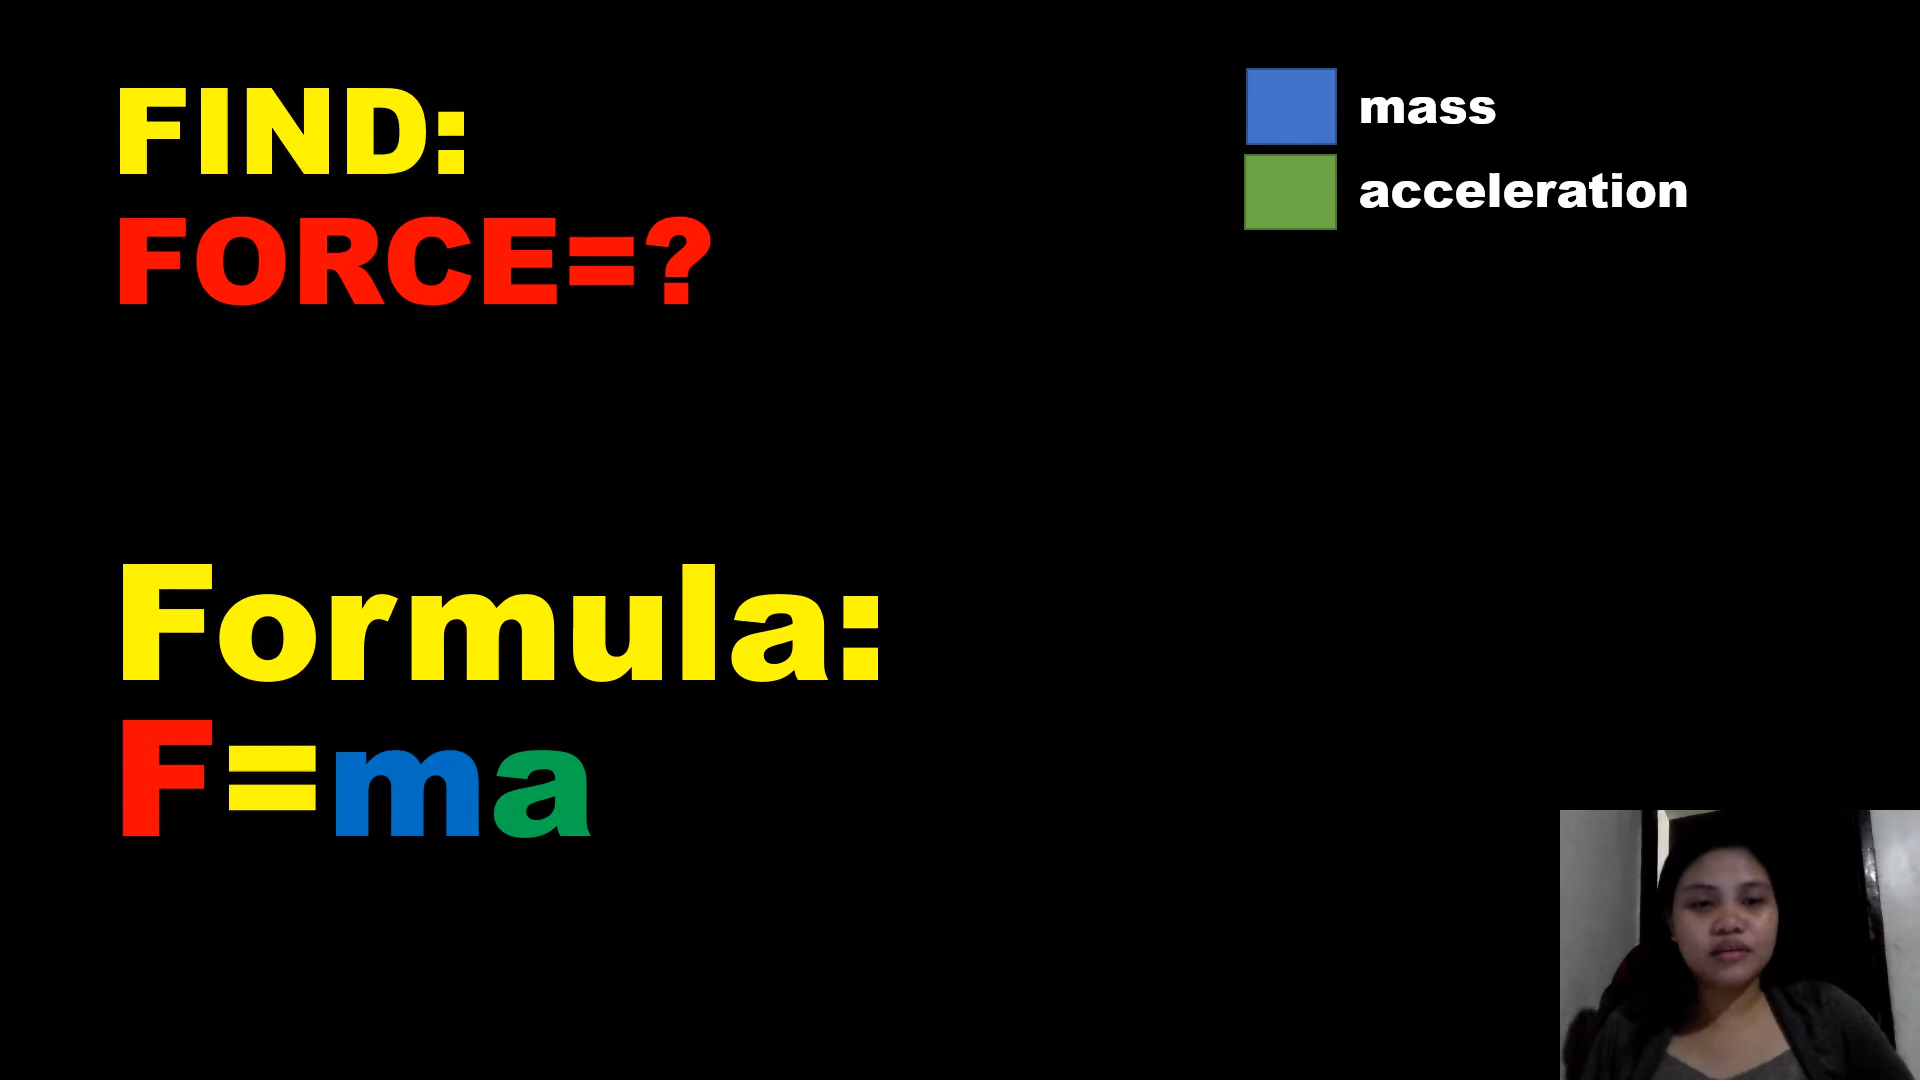 FIND:
FORCE=?
mass
acceleration
Formula:
F=ma